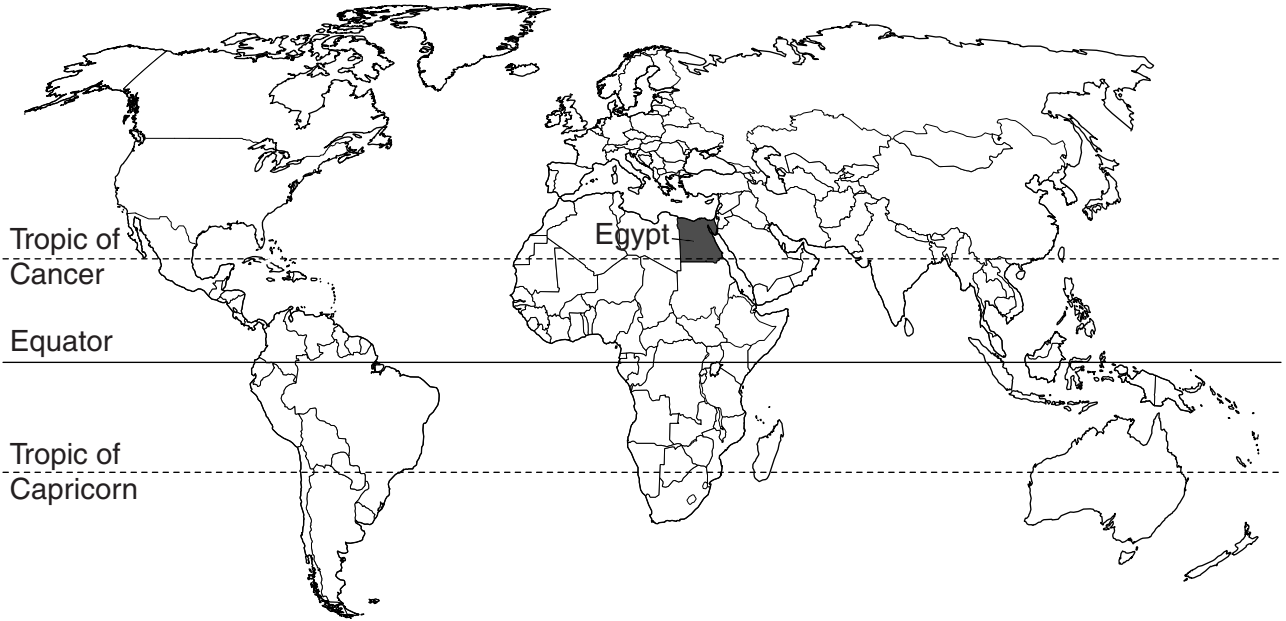 Egypt
Tropic of
Cancer
Equator
Tropic of
Capricorn